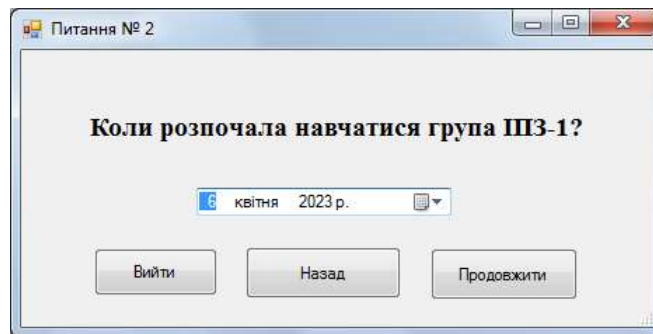 Питання № 2
Коли розпочала навчатися група ІПЗ-1?
6 квітня 2023 р.
Вийти Назад Продовжити